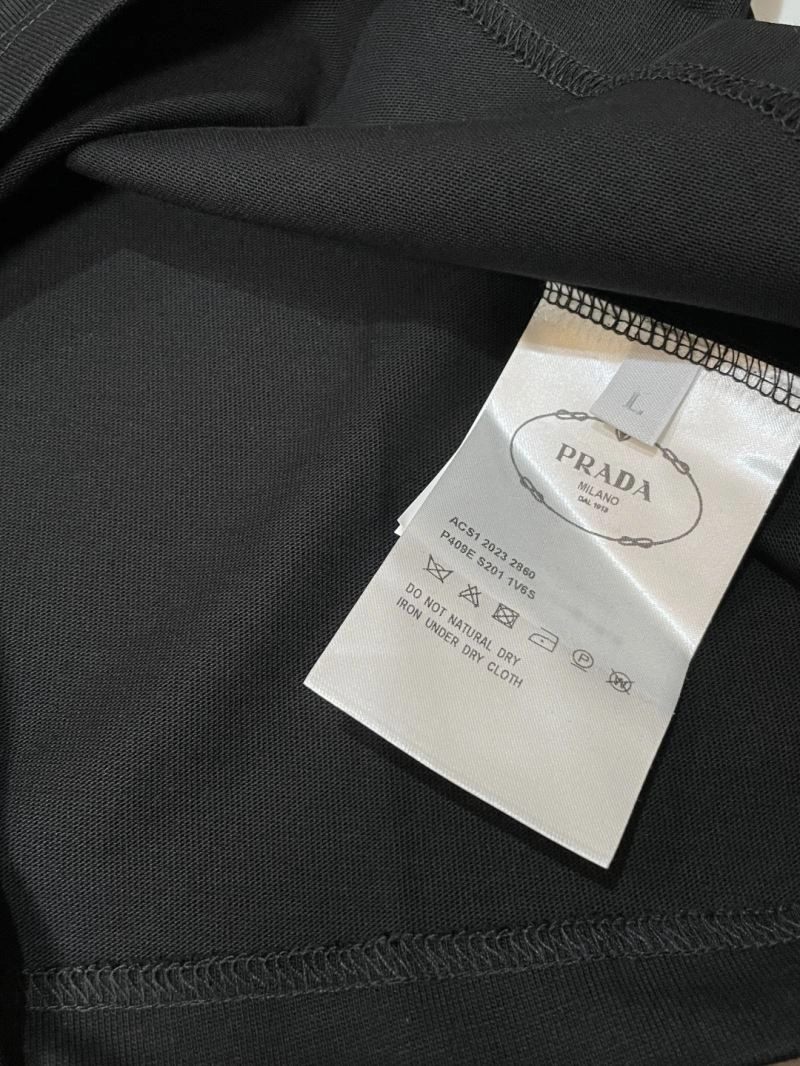 L
PRADA
MILANO
DAL 1913
ACS1 2023 2860
P409E S201 1V6S
P
W
DO NOT NATURAL DRY
IRON UNDER DRY CLOTH